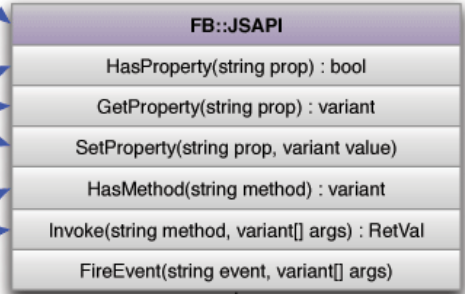 FB::JSAPI
HasProperty(string prop) : bool
GetProperty(string prop) : variant
SetProperty(string prop, variant value)
HasMethod(string method) : variant
Invoke(string method, variant[] args) : RetVal
FireEvent(string event, variant[] args)